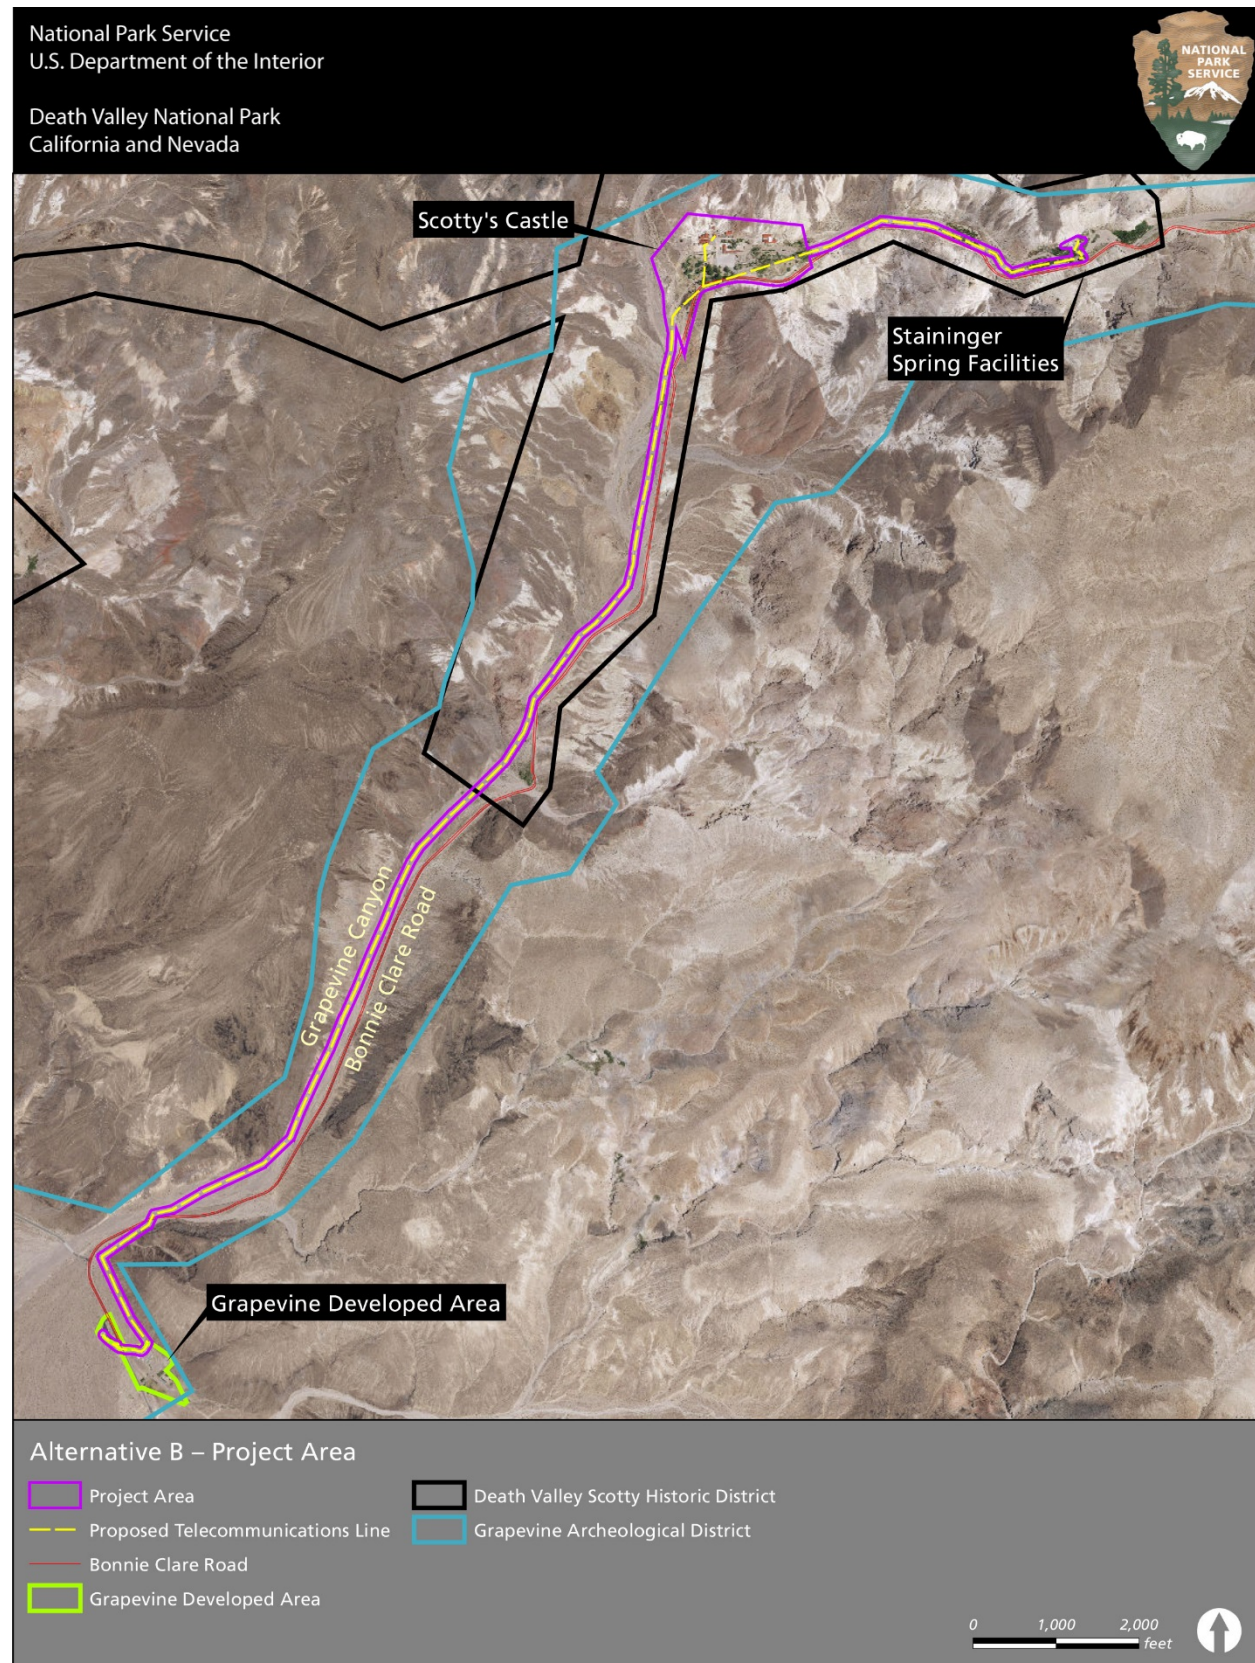 National Park Service
U.S. Department of the Interior
Death Valley National Park
California and Nevada
NATIONAL
PARK
SERVICE
Scotty's Castle
Staininger
Spring Facilities
Grapevine Canyon
Bonnie Clare Road
Grapevine Developed Area
Alternative B – Project Area
Project Area
Proposed Telecommunications Line
Bonnie Clare Road
Grapevine Developed Area
Death Valley Scotty Historic District
Grapevine Archeological District
0 1,000 2,000
feet